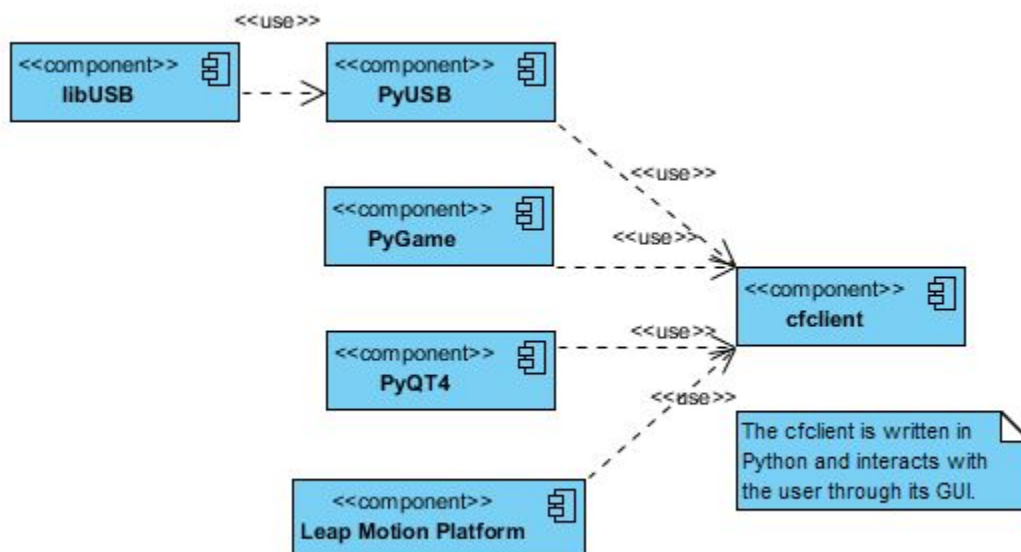 <<use>>
<<component>>
libUSB
<<component>>
PyUSB
<<use>>
<<component>>
PyGame
<<use>>
<<component>>
cfclient
<<component>>
PyQT4
<<use>>
<<use>>
The cfclient is written in
Python and interacts with
the user through its GUI.
<<component>>
Leap Motion Platform